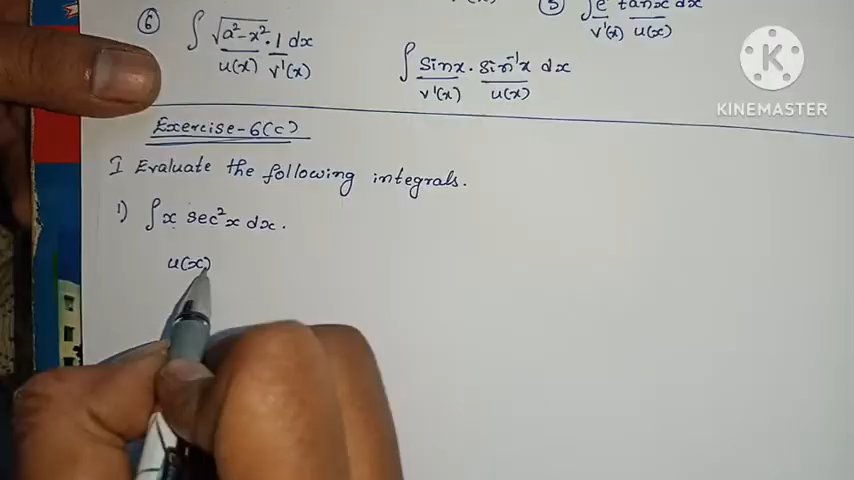 ⑥ ∫ √(a²-x²) · 1 dx
u(x) v'(x)
⑤ ∫ eˣ tanx dx
v'(x) u(x)
∫ sinx · sin⁻¹x dx
v'(x) u(x)
K
KINEMASTER
Exercise-6(c)
I Evaluate the following integrals.
1) ∫ x sec²x dx.
u(x)